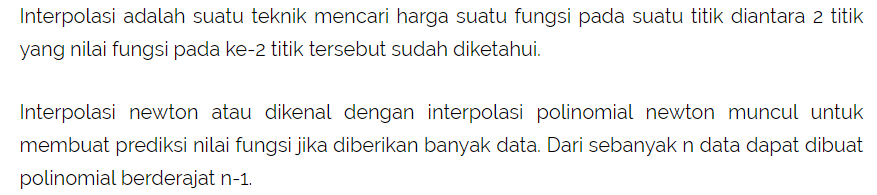 Interpolasi adalah suatu teknik mencari harga suatu fungsi pada suatu titik diantara 2 titik
yang nilai fungsi pada ke-2 titik tersebut sudah diketahui.
Interpolasi newton atau dikenal dengan interpolasi polinomial newton muncul untuk
membuat prediksi nilai fungsi jika diberikan banyak data. Dari sebanyak n data dapat dibuat
polinomial berderajat n-1.